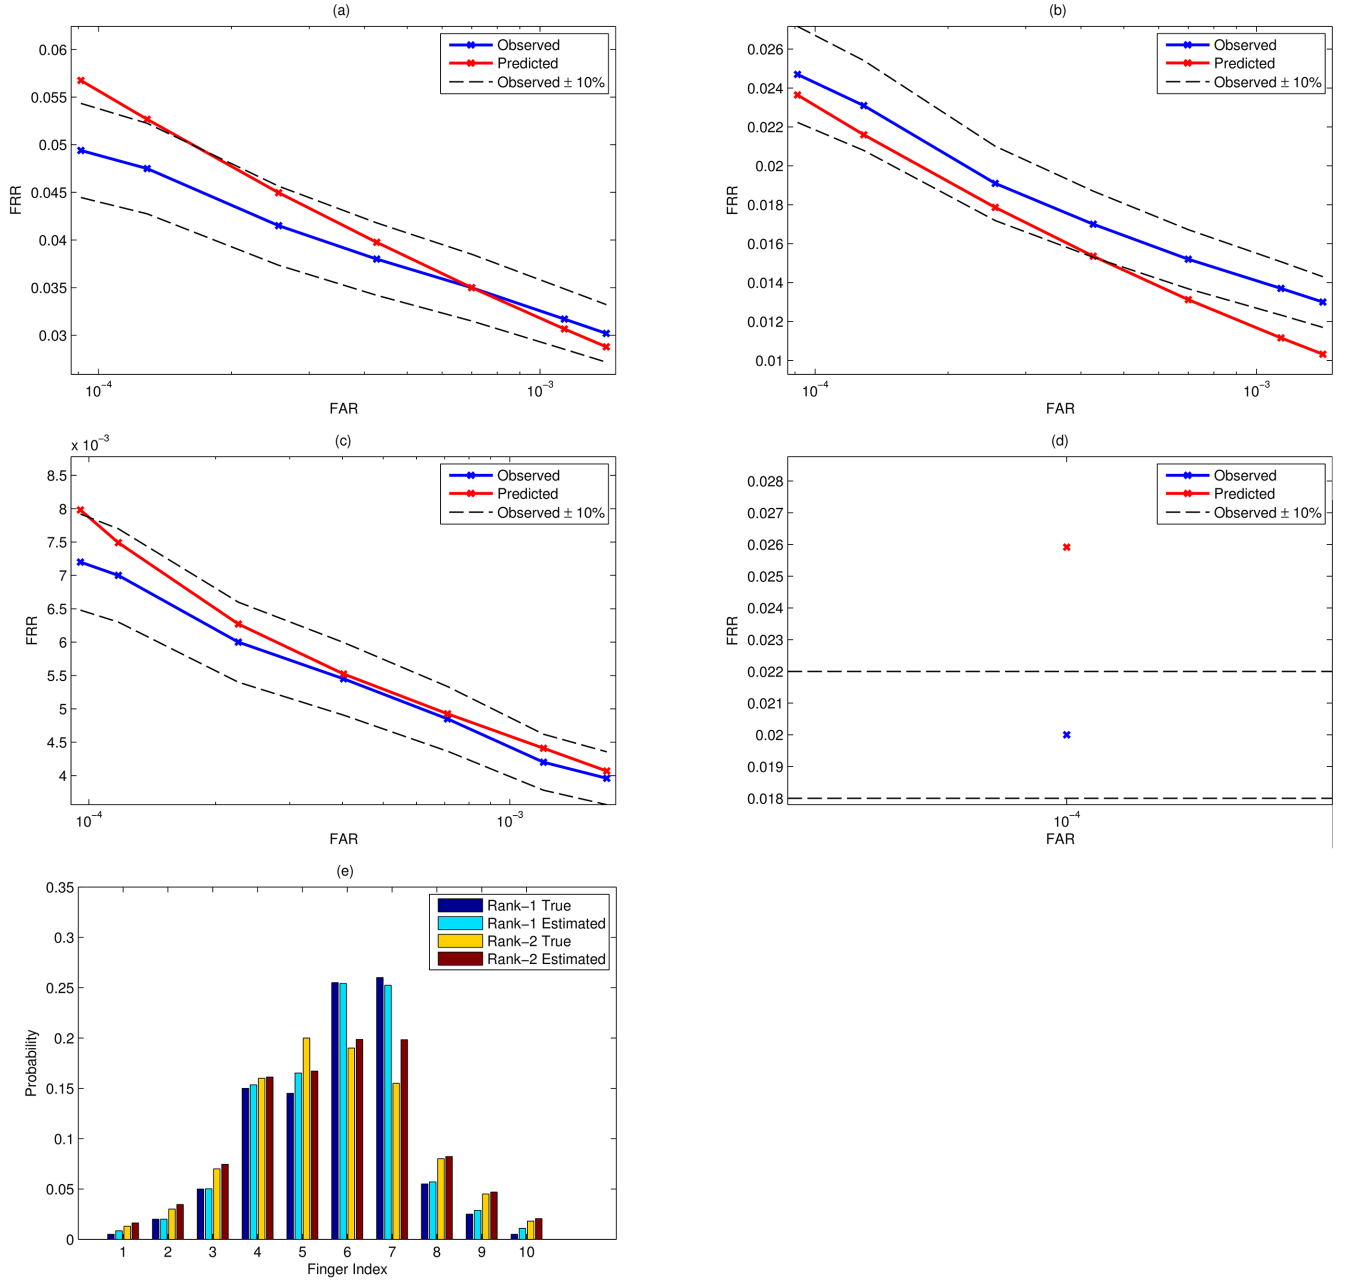 (a)
0.06
0.055
0.05
0.045
0.04
0.035
0.03
FRR
10⁻⁴
10⁻³
FAR
Observed
Predicted
Observed ± 10%
(b)
0.026
0.024
0.022
0.02
0.018
0.016
0.014
0.012
0.01
FRR
10⁻⁴
10⁻³
FAR
Observed
Predicted
Observed ± 10%
(c)
x 10⁻³
8.5
8
7.5
7
6.5
6
5.5
5
4.5
4
FRR
10⁻⁴
10⁻³
FAR
Observed
Predicted
Observed ± 10%
(d)
0.028
0.027
0.026
0.025
0.024
0.023
0.022
0.021
0.02
0.019
0.018
FRR
10⁻⁴
FAR
Observed
Predicted
Observed ± 10%
(e)
0.35
0.3
0.25
0.2
0.15
0.1
0.05
0
Probability
1 2 3 4 5 6 7 8 9 10
Finger Index
Rank−1 True
Rank−1 Estimated
Rank−2 True
Rank−2 Estimated